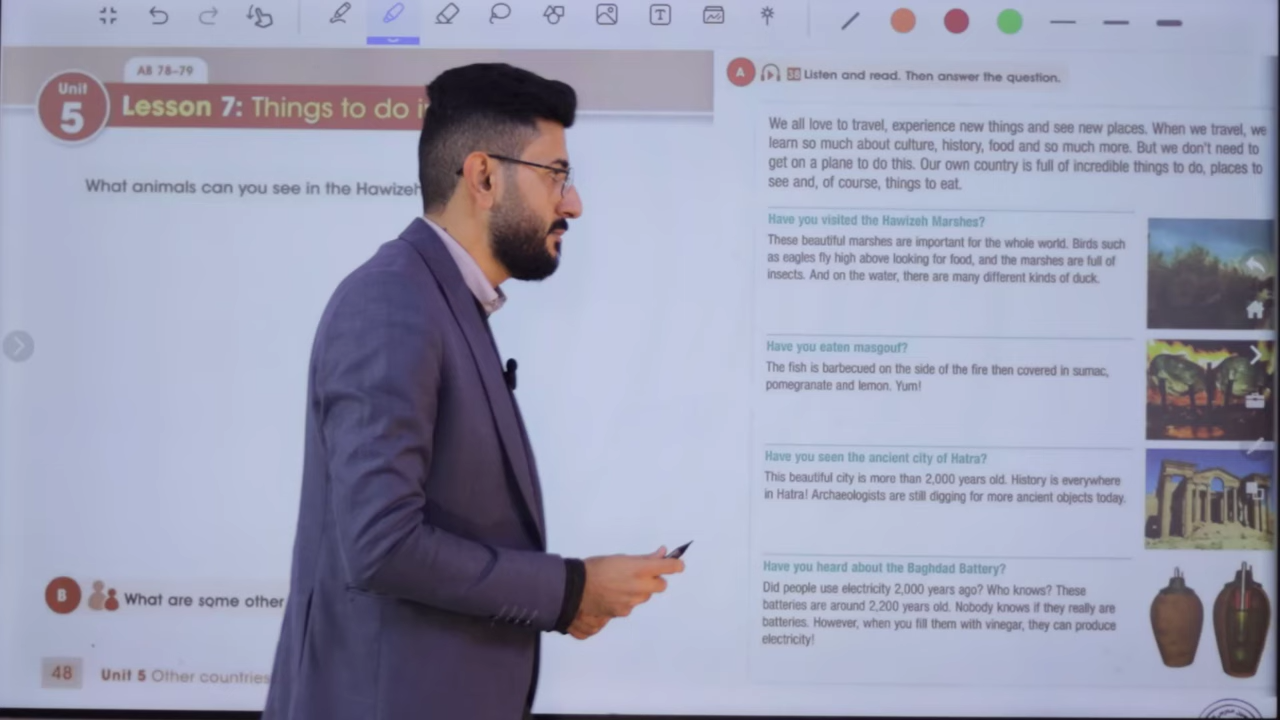 AB 78–79
Unit
5
Lesson 7: Things to do
What animals can you see in the Hawizeh
B
What are some other
48
Unit 5 Other countries
A
38 Listen and read. Then answer the question.
We all love to travel, experience new things and see new places. When we travel, we
learn so much about culture, history, food and so much more. But we don't need to
get on a plane to do this. Our own country is full of incredible things to do, places to
see and, of course, things to eat.
Have you visited the Hawizeh Marshes?
These beautiful marshes are important for the whole world. Birds such
as eagles fly high above looking for food, and the marshes are full of
insects. And on the water, there are many different kinds of duck.
Have you eaten masgouf?
The fish is barbecued on the side of the fire then covered in sumac,
pomegranate and lemon. Yum!
Have you seen the ancient city of Hatra?
This beautiful city is more than 2,000 years old. History is everywhere
in Hatra! Archaeologists are still digging for more ancient objects today.
Have you heard about the Baghdad Battery?
Did people use electricity 2,000 years ago? Who knows? These
batteries are around 2,200 years old. Nobody knows if they really are
batteries. However, when you fill them with vinegar, they can produce
electricity!